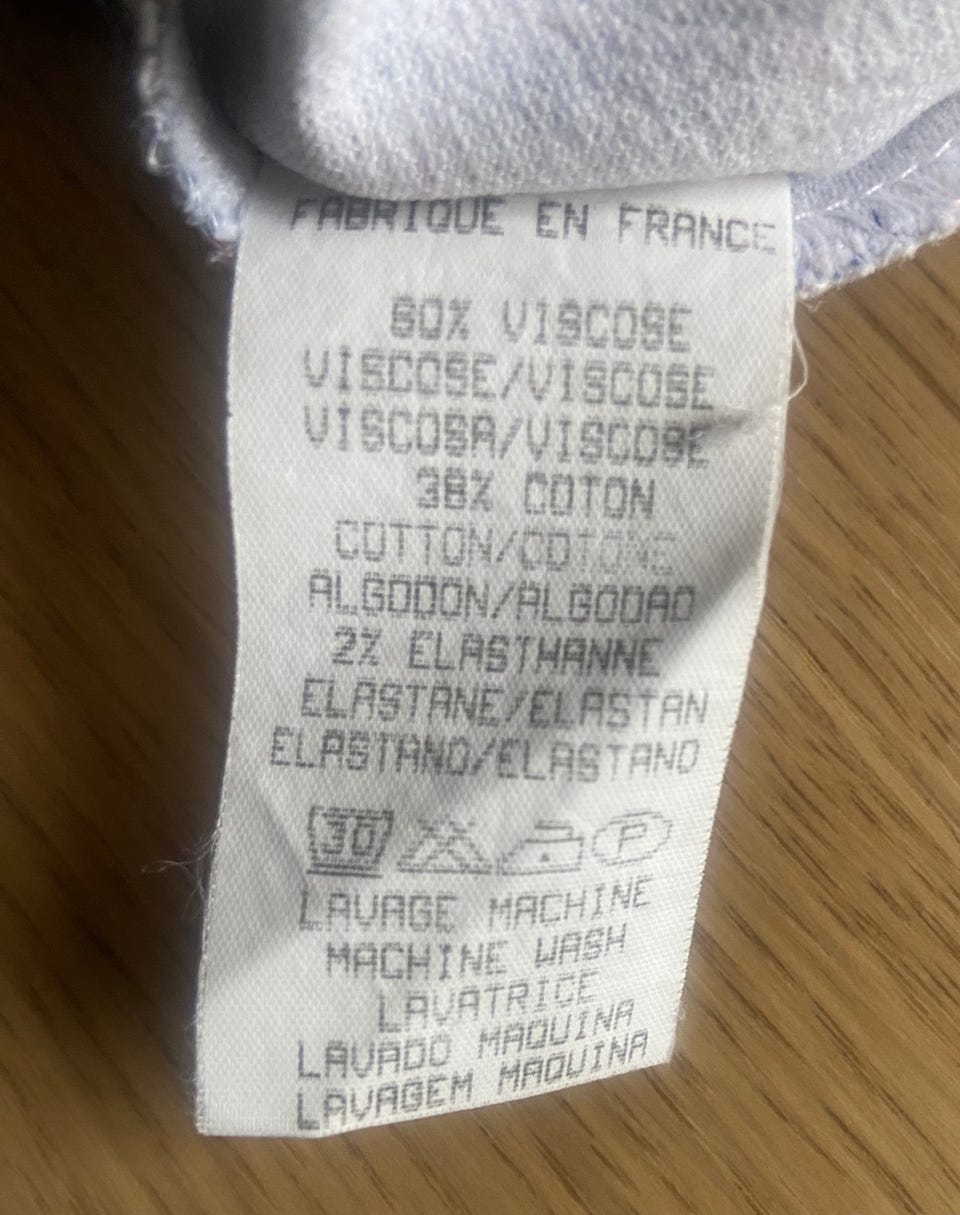 FABRIQUE EN FRANCE
60% VISCOSE
VISCOSE/VISCOSE
VISCOSA/VISCOSE
38% COTON
COTTON/COTONE
ALGODON/ALGODAO
2% ELASTHANNE
ELASTANE/ELASTAN
ELASTANO/ELASTANO
30 P
LAVAGE MACHINE
MACHINE WASH
LAVATRICE
LAVADO MAQUINA
LAVAGEM MAQUINA